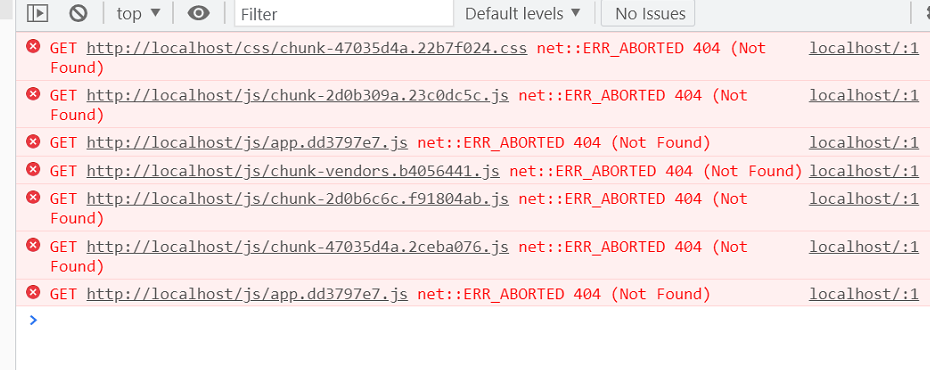 top ▼ Filter Default levels ▼ No Issues
GET http://localhost/css/chunk-47035d4a.22b7f024.css net::ERR_ABORTED 404 (Not localhost/:1
Found)
GET http://localhost/js/chunk-2d0b309a.23c0dc5c.js net::ERR_ABORTED 404 (Not localhost/:1
Found)
GET http://localhost/js/app.dd3797e7.js net::ERR_ABORTED 404 (Not Found) localhost/:1
GET http://localhost/js/chunk-vendors.b4056441.js net::ERR_ABORTED 404 (Not Found) localhost/:1
GET http://localhost/js/chunk-2d0b6c6c.f91804ab.js net::ERR_ABORTED 404 (Not localhost/:1
Found)
GET http://localhost/js/chunk-47035d4a.2ceba076.js net::ERR_ABORTED 404 (Not localhost/:1
Found)
GET http://localhost/js/app.dd3797e7.js net::ERR_ABORTED 404 (Not Found) localhost/:1